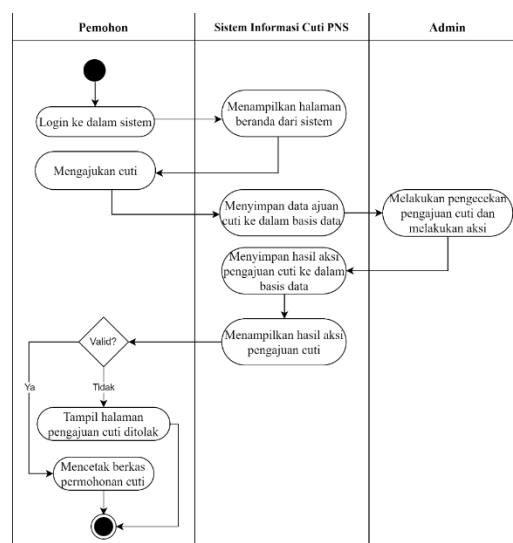 Pemohon
Sistem Informasi Cuti PNS
Admin
Login ke dalam sistem
Menampilkan halaman
beranda dari sistem
Mengajukan cuti
Menyimpan data ajuan
cuti ke dalam basis data
Melakukan pengecekan
pengajuan cuti dan
melakukan aksi
Menyimpan hasil aksi
pengajuan cuti ke dalam
basis data
Menampilkan hasil aksi
pengajuan cuti
Valid?
Ya
Tidak
Tampil halaman
pengajuan cuti ditolak
Mencetak berkas
permohonan cuti